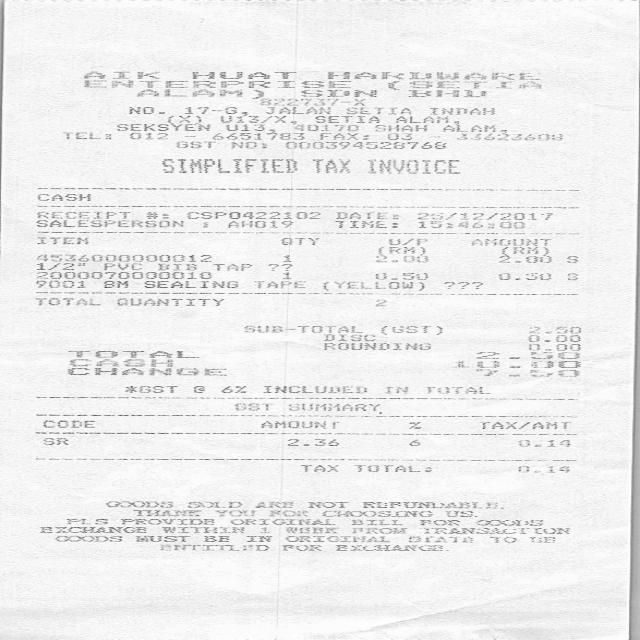 AIK HUAT HARDWARE
ENTERPRISE (SETIA
ALAM) SDN BHD
822737-X
NO. 17-G, JALAN SETIA INDAH
(X) U13/X, SETIA ALAM,
SEKSYEN U13, 40170 SHAH ALAM,
TEL: 012 - 6651783 FAX: 03 - 33623608
GST NO: 000394528768
SIMPLIFIED TAX INVOICE
CASH
RECEIPT #: CSP0422102 DATE: 25/12/2017
SALESPERSON : AH019 TIME: 15:46:00
ITEM QTY U/P AMOUNT
(RM) (RM)
4536000000012 1 2.00 2.00 S
1/2" PVC BIB TAP ??
2000070000010 1 0.50 0.50 S
9001 8M SEALING TAPE (YELLOW) ???
TOTAL QUANTITY 2
SUB-TOTAL (GST) 2.50
DISC 0.00
ROUNDING 0.00
TOTAL 2.50
CASH 10.00
CHANGE 7.50
*GST @ 6% INCLUDED IN TOTAL
GST SUMMARY
CODE AMOUNT % TAX/AMT
SR 2.36 6 0.14
TAX TOTAL: 0.14
GOODS SOLD ARE NOT REFUNDABLE,
THANK YOU FOR CHOOSING US.
PLS PROVIDE ORIGINAL BILL FOR GOODS
EXCHANGE WITHIN 1 WEEK FROM TRANSACTION
GOODS MUST BE IN ORIGINAL STATE TO BE
ENTITLED FOR EXCHANGE.